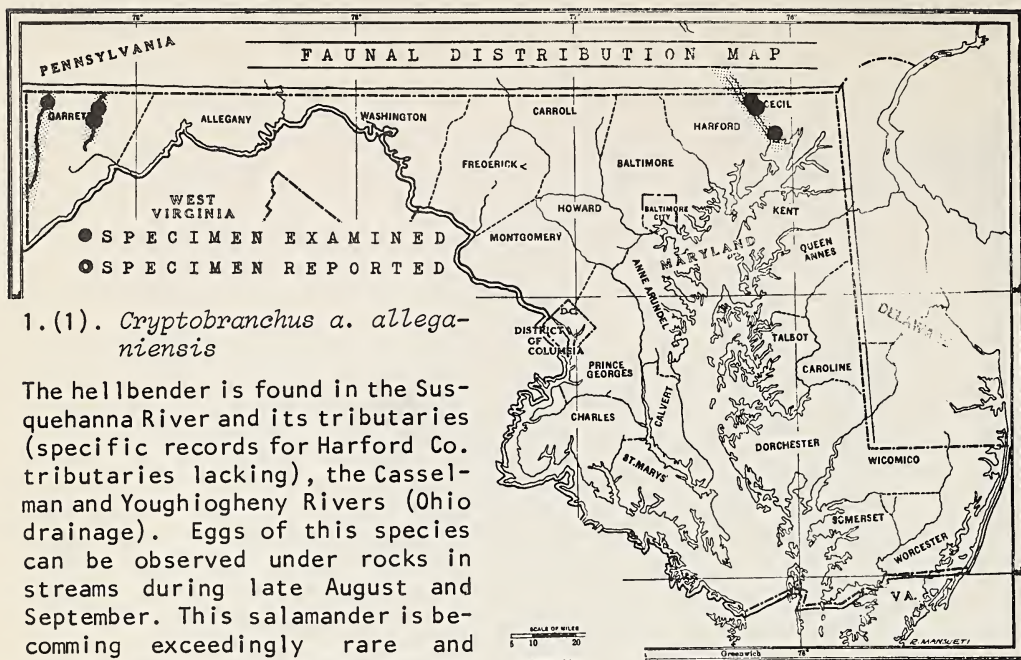 76°
78°
77°
76°
PENNSYLVANIA
FAUNAL DISTRIBUTION MAP
GARRETT
ALLEGANY
WASHINGTON
CARROLL
CECIL
HARFORD
FREDERICK
BALTIMORE
WEST
VIRGINIA
HOWARD
BALTIMORE
CITY
KENT
MONTGOMERY
MARYLAND
QUEEN
ANNES
SPECIMEN EXAMINED
SPECIMEN REPORTED
ANNE ARUNDEL
D.C.
DISTRICT
OF
COLUMBIA
DELAWARE
TALBOT
PRINCE
GEORGES
CAROLINE
CALVERT
CHARLES
DORCHESTER
ST. MARYS
WICOMICO
SOMERSET
WORCESTER
VA.
SCALE OF MILES
5 10 20
R. MANSUETI
Greenwich 76°
1.(1). Cryptobranchus a. allega-
niensis
The hellbender is found in the Sus-
quehanna River and its tributaries
(specific records for Harford Co.
tributaries lacking), the Cassel-
man and Youghiogheny Rivers (Ohio
drainage). Eggs of this species
can be observed under rocks in
streams during late August and
September. This salamander is be-
comming exceedingly rare and